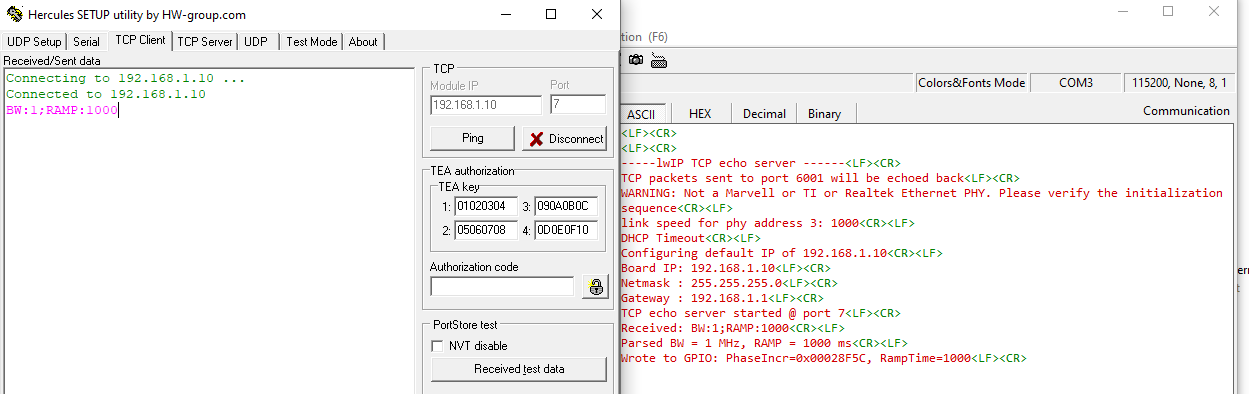 Hercules SETUP utility by HW-group.com
UDP Setup
Serial
TCP Client
TCP Server
UDP
Test Mode
About
Received/Sent data
Connecting to 192.168.1.10 ...
Connected to 192.168.1.10
BW:1;RAMP:1000
TCP
Module IP
Port
192.168.1.10
7
Ping
Disconnect
TEA authorization
TEA key
1: 01020304 3: 090A0B0C
2: 05060708 4: 0D0E0F10
Authorization code
PortStore test
NVT disable
Received test data
tion (F6)
Colors&Fonts Mode
COM3
115200, None, 8, 1
ASCII
HEX
Decimal
Binary
Communication
<LF><CR>
<LF><CR>
-----lwIP TCP echo server ------<LF><CR>
TCP packets sent to port 6001 will be echoed back<LF><CR>
WARNING: Not a Marvell or TI or Realtek Ethernet PHY. Please verify the initialization
sequence<CR><LF>
link speed for phy address 3: 1000<CR><LF>
DHCP Timeout<CR><LF>
Configuring default IP of 192.168.1.10<CR><LF>
Board IP: 192.168.1.10<LF><CR>
Netmask : 255.255.255.0<LF><CR>
Gateway : 192.168.1.1<LF><CR>
TCP echo server started @ port 7<LF><CR>
Received: BW:1;RAMP:1000<CR><LF>
Parsed BW = 1 MHz, RAMP = 1000 ms<CR><LF>
Wrote to GPIO: PhaseIncr=0x00028F5C, RampTime=1000<LF><CR>